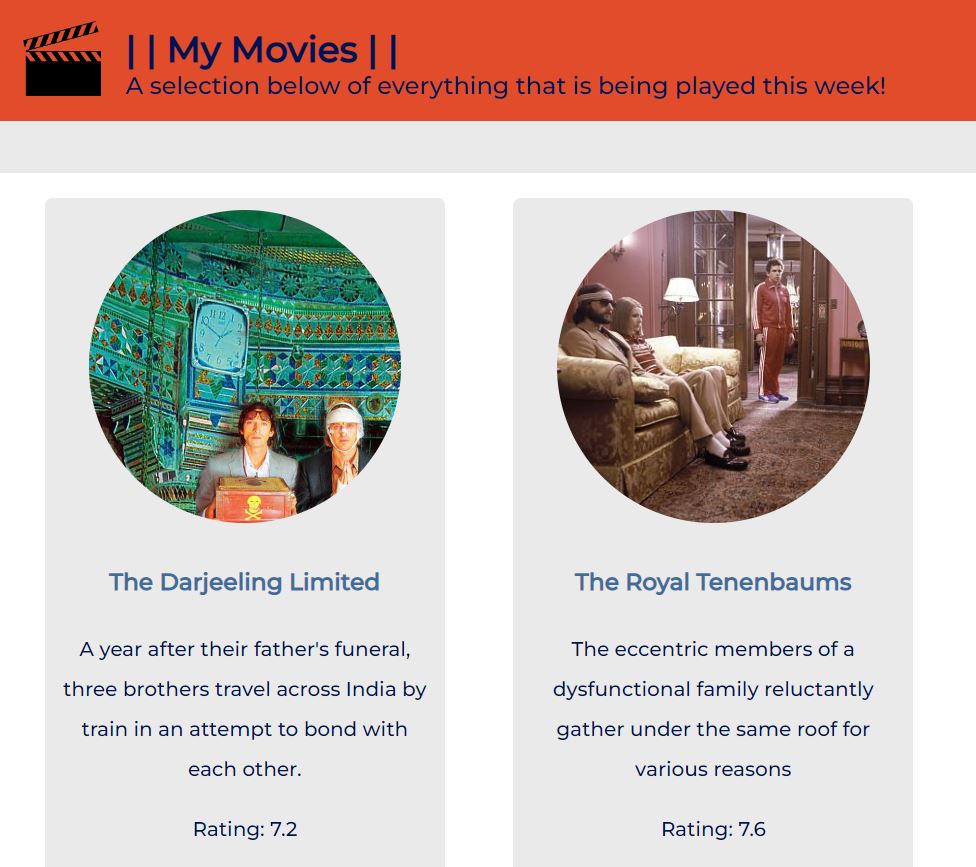 | | My Movies | |
A selection below of everything that is being played this week!
The Darjeeling Limited
A year after their father's funeral,
three brothers travel across India by
train in an attempt to bond with
each other.
Rating: 7.2
The Royal Tenenbaums
The eccentric members of a
dysfunctional family reluctantly
gather under the same roof for
various reasons
Rating: 7.6